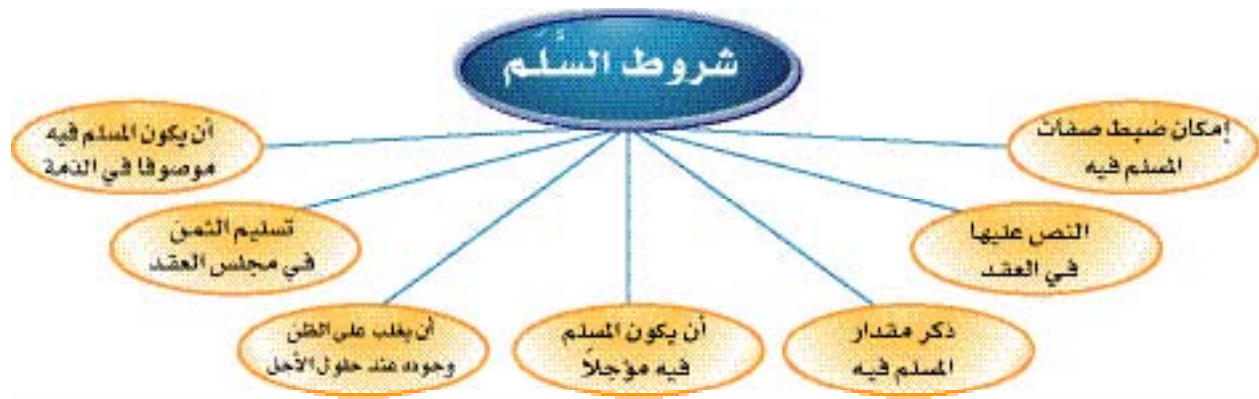 شروط السَّلَم
إمكان ضبط صفات
المسلم فيه
النص عليها
في العقد
ذكر مقدار
المسلم فيه
أن يكون المسلم
فيه مؤجلاً
أن يغلب على الظن
وجوده عند حلول الأجل
تسليم الثمن
في مجلس العقد
أن يكون المسلم فيه
موصوفا في الذمة